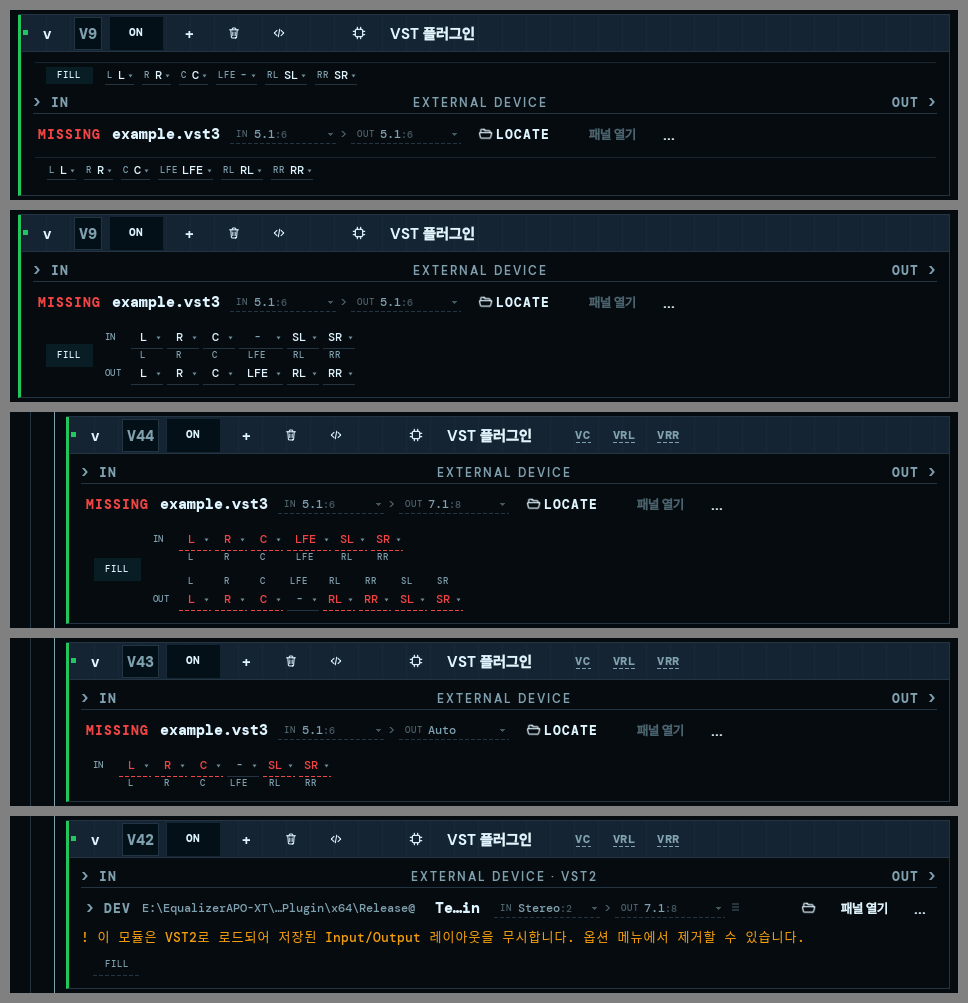 v V9 ON + </> VST 플러그인
FILL L L R R C C LFE - RL SL RR SR
> IN EXTERNAL DEVICE OUT >
MISSING example.vst3 IN 5.1:6 > OUT 5.1:6 LOCATE 패널 열기 ...
L L R R C C LFE LFE RL RL RR RR
v V9 ON + </> VST 플러그인
> IN EXTERNAL DEVICE OUT >
MISSING example.vst3 IN 5.1:6 > OUT 5.1:6 LOCATE 패널 열기 ...
IN L R C - SL SR
FILL L R C LFE RL RR
OUT L R C LFE RL RR
v V44 ON + </> VST 플러그인 VC VRL VRR
> IN EXTERNAL DEVICE OUT >
MISSING example.vst3 IN 5.1:6 > OUT 7.1:8 LOCATE 패널 열기 ...
IN L R C LFE SL SR
L R C LFE RL RR
FILL
L R C LFE RL RR SL SR
OUT L R C - RL RR SL SR
v V43 ON + </> VST 플러그인 VC VRL VRR
> IN EXTERNAL DEVICE OUT >
MISSING example.vst3 IN 5.1:6 > OUT Auto LOCATE 패널 열기 ...
IN L R C - SL SR
L R C LFE RL RR
v V42 ON + </> VST 플러그인 VC VRL VRR
> IN EXTERNAL DEVICE · VST2 OUT >
> DEV E:\EqualizerAPO-XT\…Plugin\x64\Release@ Te…in IN Stereo:2 > OUT 7.1:8 패널 열기 ...
! 이 모듈은 VST2로 로드되어 저장된 Input/Output 레이아웃을 무시합니다. 옵션 메뉴에서 제거할 수 있습니다.
FILL